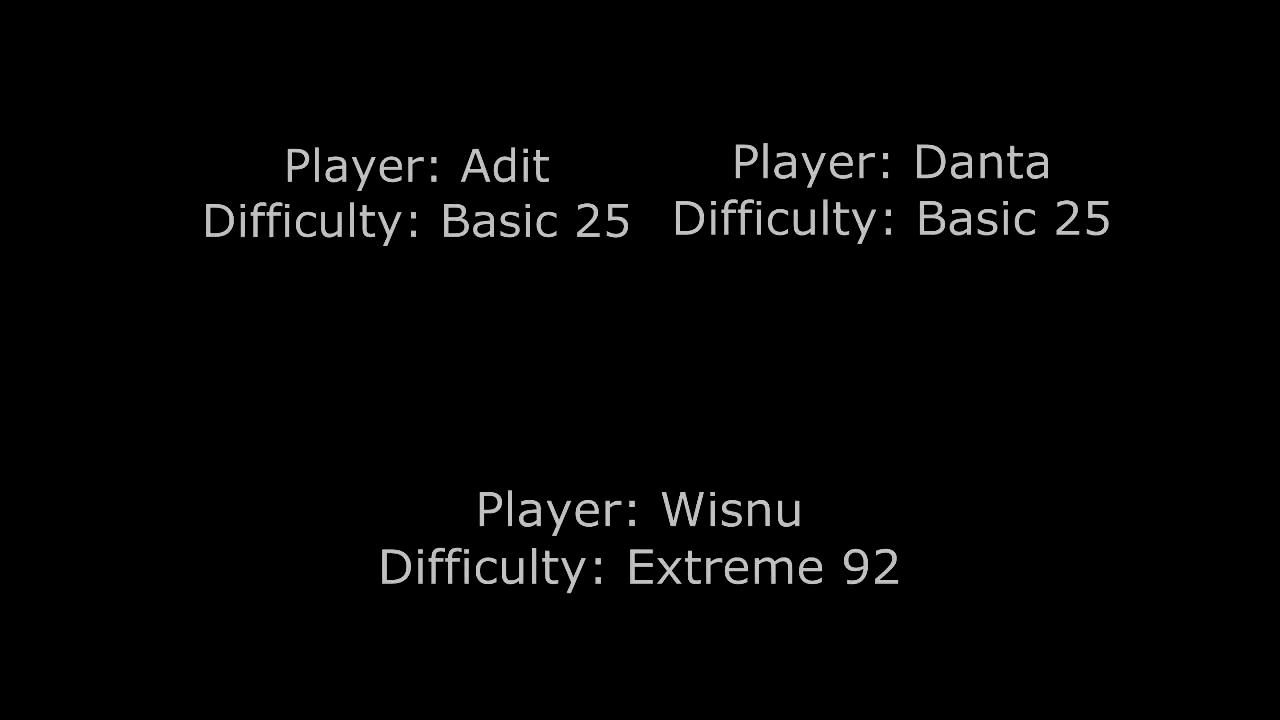 Player: Adit
Difficulty: Basic 25
Player: Danta
Difficulty: Basic 25
Player: Wisnu
Difficulty: Extreme 92